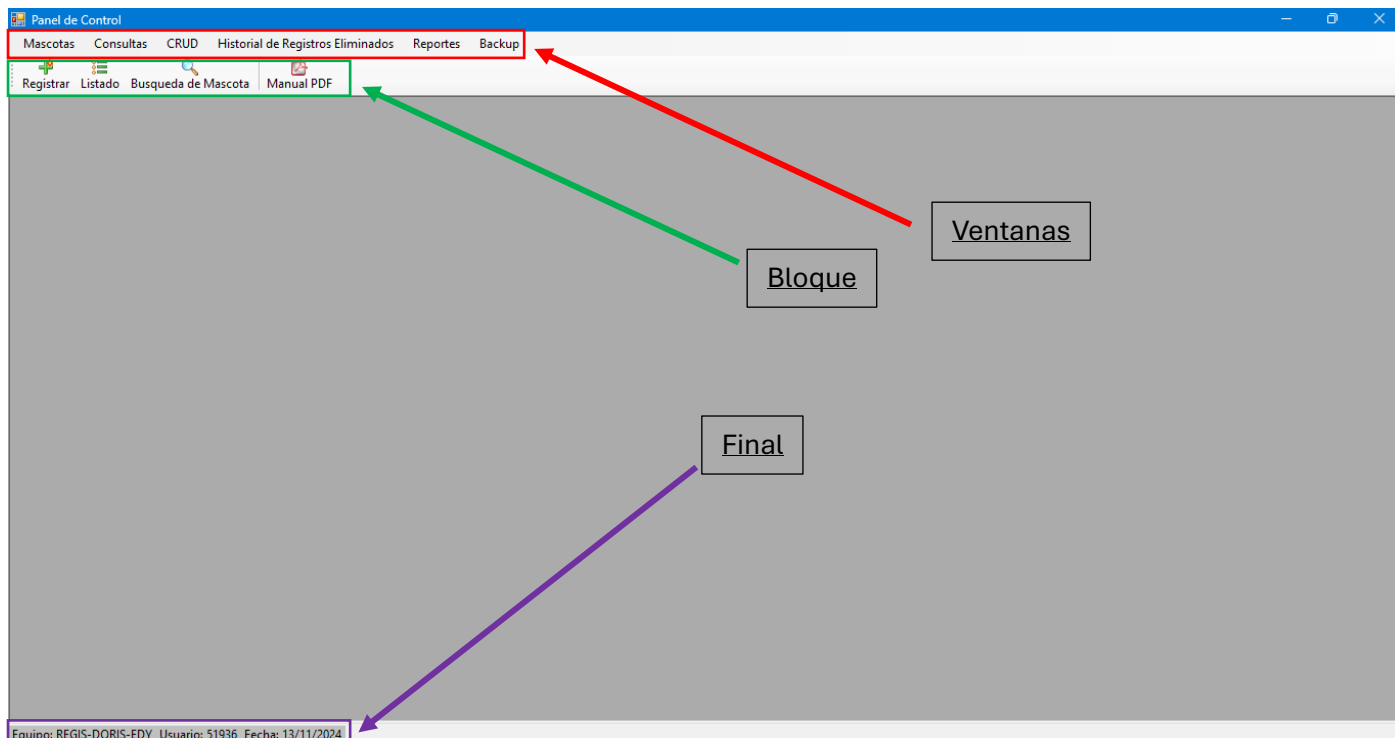 Panel de Control
Mascotas Consultas CRUD Historial de Registros Eliminados Reportes Backup
Registrar Listado Busqueda de Mascota Manual PDF
Ventanas
Bloque
Final
Equipo: REGIS-DORIS-EDY Usuario: 51936 Fecha: 13/11/2024